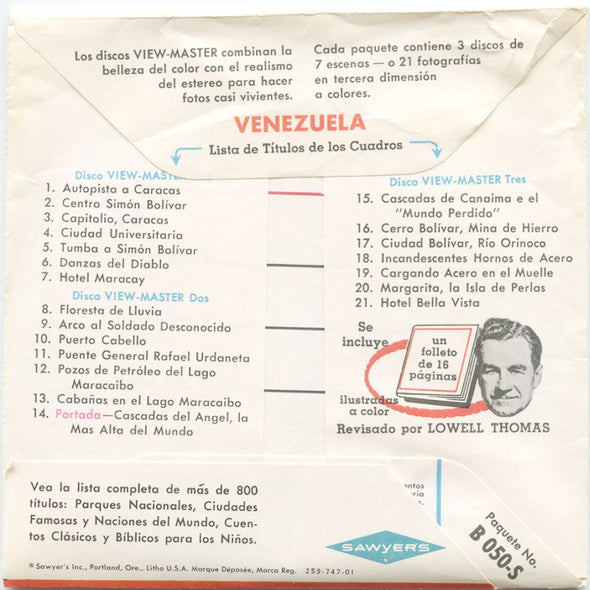 Los discos VIEW-MASTER combinan la
belleza del color con el realismo
del estereo para hacer
fotos casi vivientes.
Cada paquete contiene 3 discos de
7 escenas — o 21 fotografías
en tercera dimensión
a colores.
VENEZUELA
Lista de Títulos de los Cuadros
Disco VIEW-MASTER
1. Autopista a Caracas
2. Centro Simón Bolívar
3. Capitolio, Caracas
4. Ciudad Universitaria
5. Tumba a Simón Bolívar
6. Danzas del Diablo
7. Hotel Maracay
Disco VIEW-MASTER Dos
8. Floresta de Lluvia
9. Arco al Soldado Desconocido
10. Puerto Cabello
11. Puente General Rafael Urdaneta
12. Pozos de Petróleo del Lago
Maracaibo
13. Cabañas en el Lago Maracaibo
14. Portada—Cascadas del Angel, la
Mas Alta del Mundo
Disco VIEW-MASTER Tres
15. Cascadas de Canaima e el
"Mundo Perdido"
16. Cerro Bolívar, Mina de Hierro
17. Ciudad Bolívar, Río Orinoco
18. Incandescentes Hornos de Acero
19. Cargando Acero en el Muelle
20. Margarita, la Isla de Perlas
21. Hotel Bella Vista
Se
incluye
un
folleto
de 16
páginas
ilustradas
a color
Revisado por LOWELL THOMAS
Vea la lista completa de más de 800
títulos: Parques Nacionales, Ciudades
Famosas y Naciones del Mundo, Cuen-
tos Clásicos y Bíblicos para los Niños.
SAWYER'S
Paquete No.
B 050-S
® Sawyer's Inc., Portland, Ore., Litho U.S.A. Marque Déposée, Marca Reg. 259-747-01